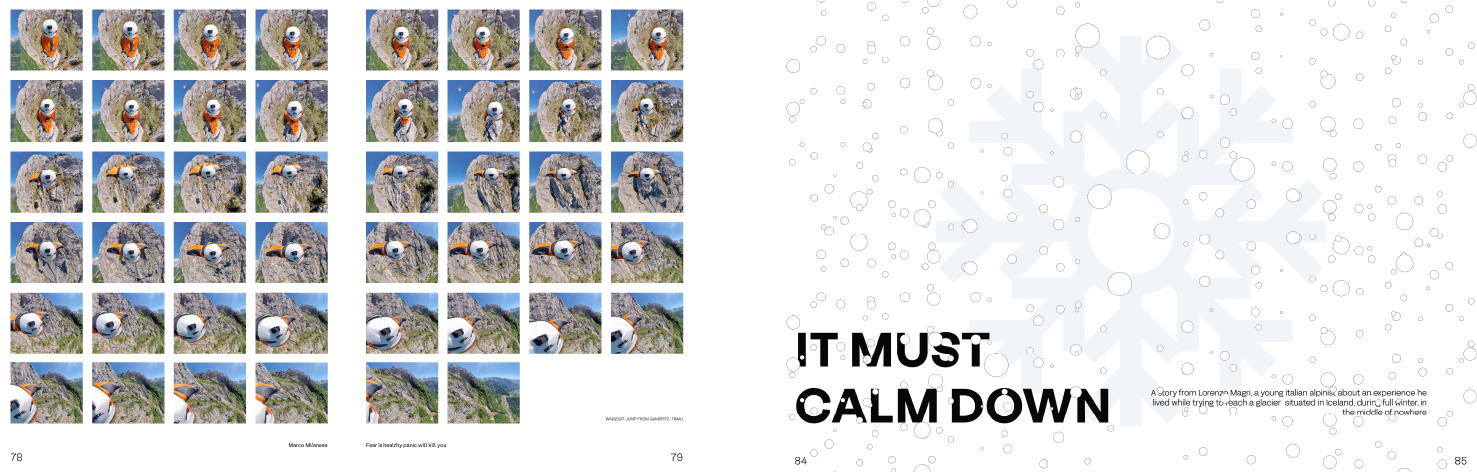 WINGSUIT JUMP FROM GAMSPITZ- TIMAU
Marco Milanese
Fear is healthy panic will kill you
78
79
IT MUST
CALM DOWN
A story from Lorenzo Magri, a young italian alpinist about an experience he
lived while trying to reach a glacier situated in Iceland, during full winter, in
the middle of nowhere
84
85